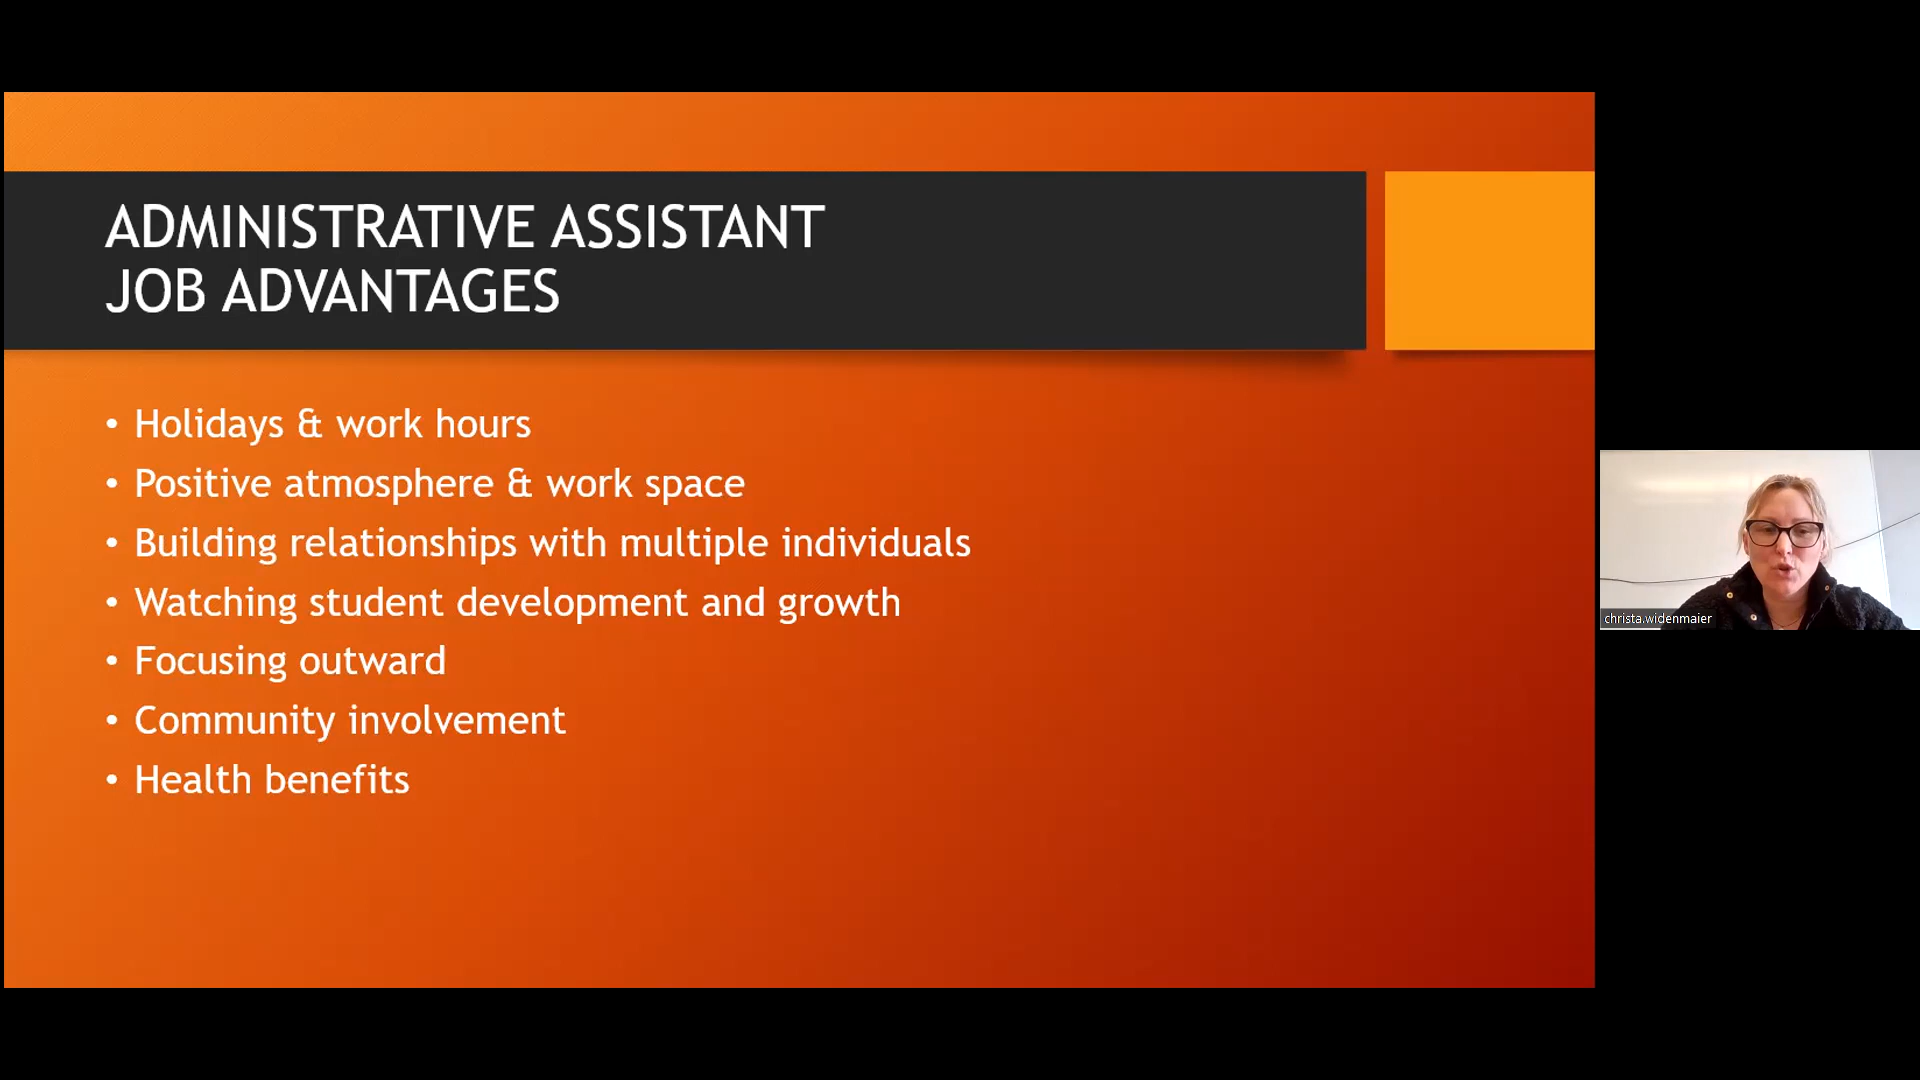 ADMINISTRATIVE ASSISTANT
JOB ADVANTAGES
• Holidays & work hours
• Positive atmosphere & work space
• Building relationships with multiple individuals
• Watching student development and growth
• Focusing outward
• Community involvement
• Health benefits
christa.widenmaier